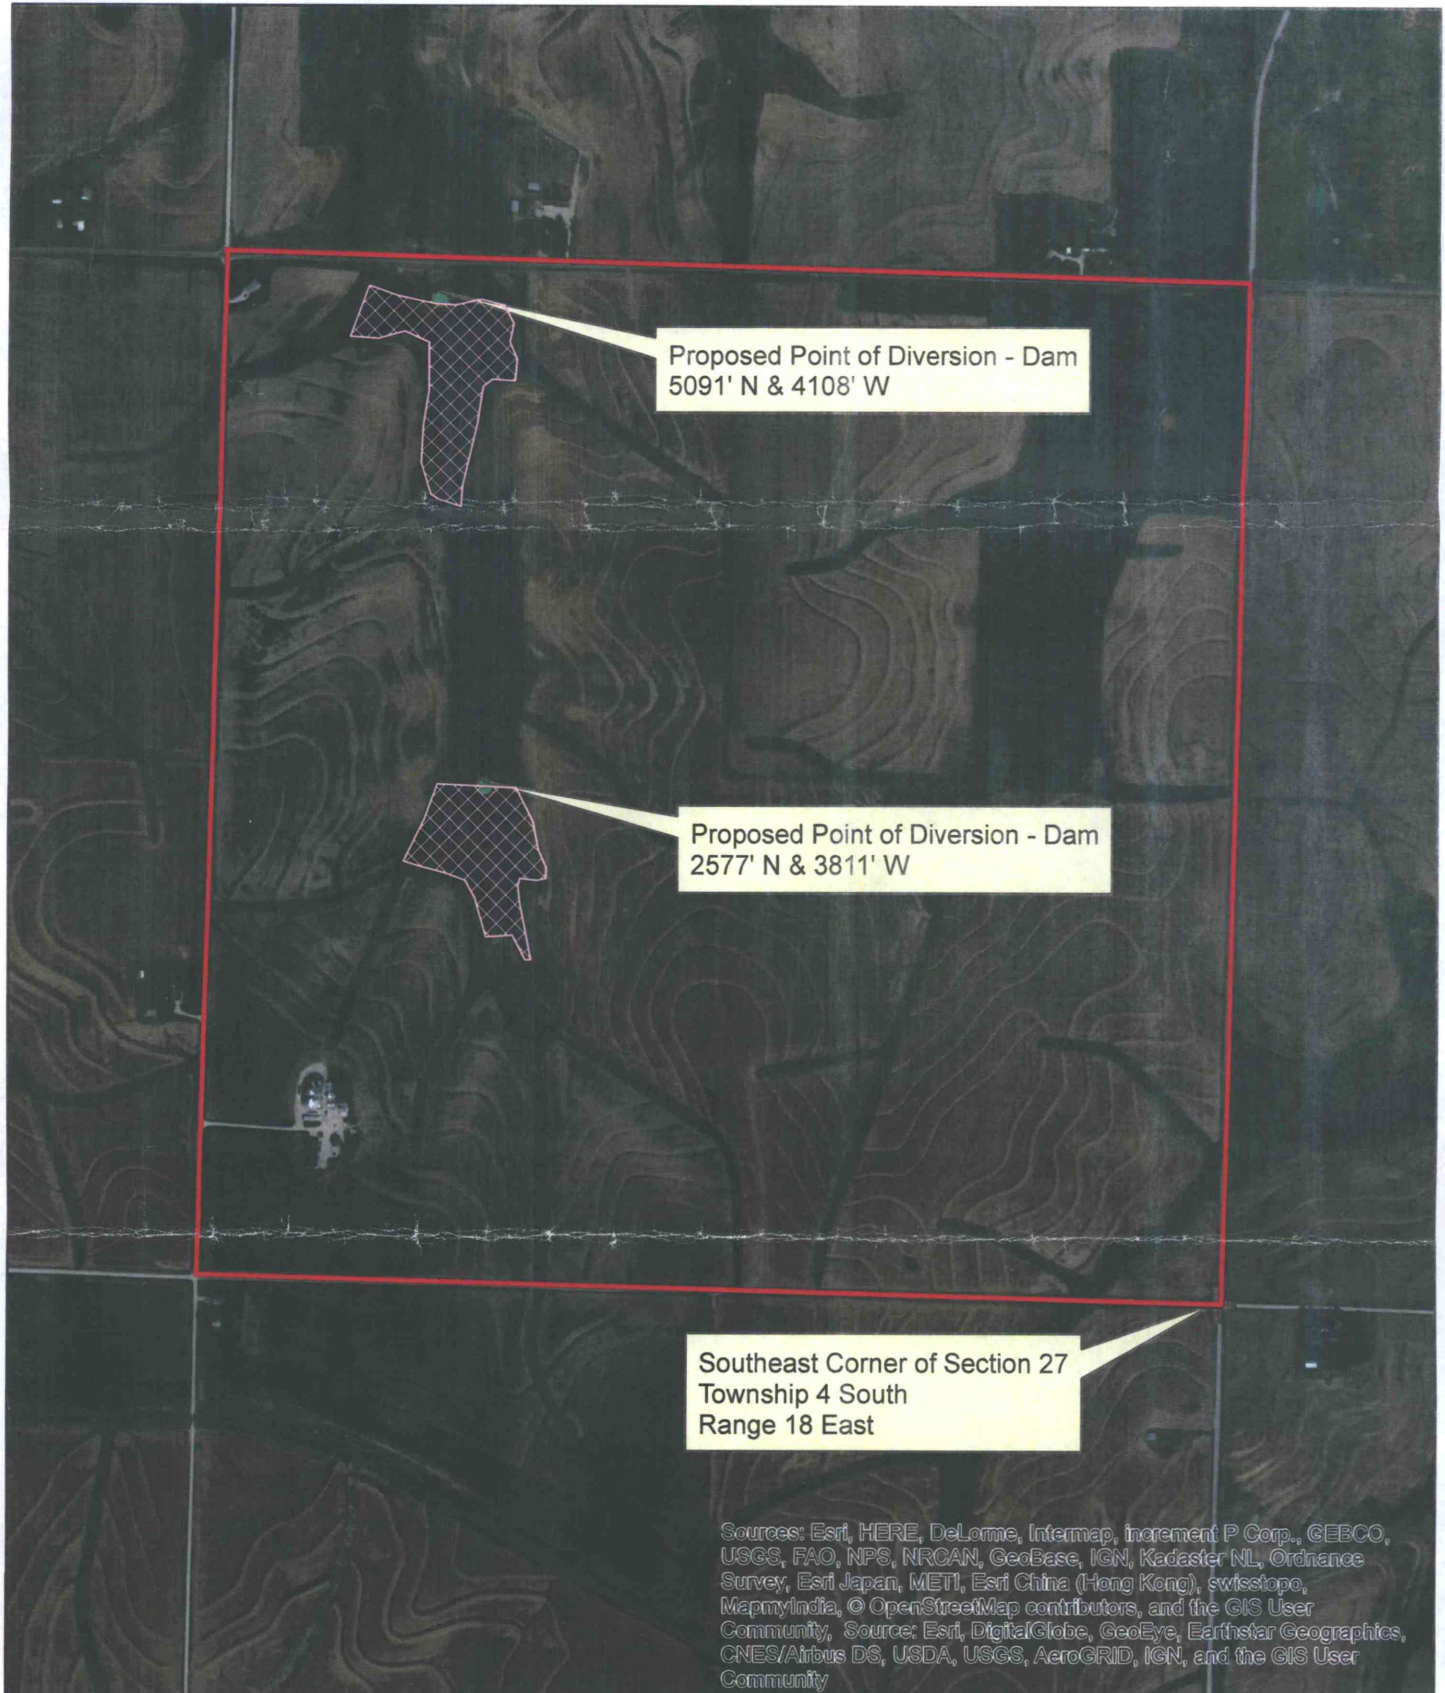 Proposed Point of Diversion - Dam
5091' N & 4108' W
Proposed Point of Diversion - Dam
2577' N & 3811' W
Southeast Corner of Section 27
Township 4 South
Range 18 East
Sources: Esri, HERE, DeLorme, Intermap, increment P Corp., GEBCO,
USGS, FAO, NPS, NRCAN, GeoBase, IGN, Kadaster NL, Ordnance
Survey, Esri Japan, METI, Esri China (Hong Kong), swisstopo,
MapmyIndia, © OpenStreetMap contributors, and the GIS User
Community, Source: Esri, DigitalGlobe, GeoEye, Earthstar Geographics,
CNES/Airbus DS, USDA, USGS, AeroGRID, IGN, and the GIS User
Community